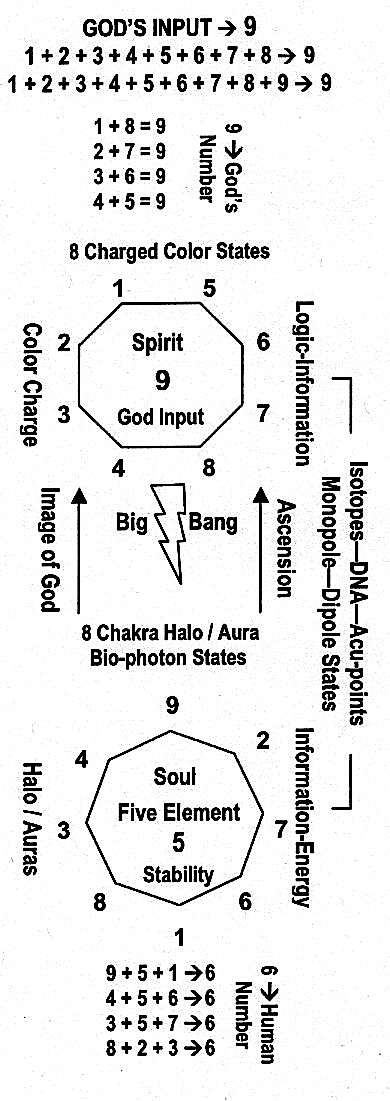 GOD'S INPUT → 9
1 + 2 + 3 + 4 + 5 + 6 + 7 + 8 → 9
1 + 2 + 3 + 4 + 5 + 6 + 7 + 8 + 9 → 9
1 + 8 = 9
2 + 7 = 9
3 + 6 = 9
4 + 5 = 9
9 → God's
Number
8 Charged Color States
1 5
2 6
3 7
4 8
Spirit
9
God Input
Color Charge
Logic-Information
Isotopes—DNA—Acu-points
Monopole—Dipole States
Image of God
Big Bang
Ascension
8 Chakra Halo / Aura
Bio-photon States
9
4 2
3 7
8 6
1
Soul
Five Element
5
Stability
Halo / Auras
Information-Energy
9 + 5 + 1 → 6
4 + 5 + 6 → 6
3 + 5 + 7 → 6
8 + 2 + 3 → 6
6 → Human
Number